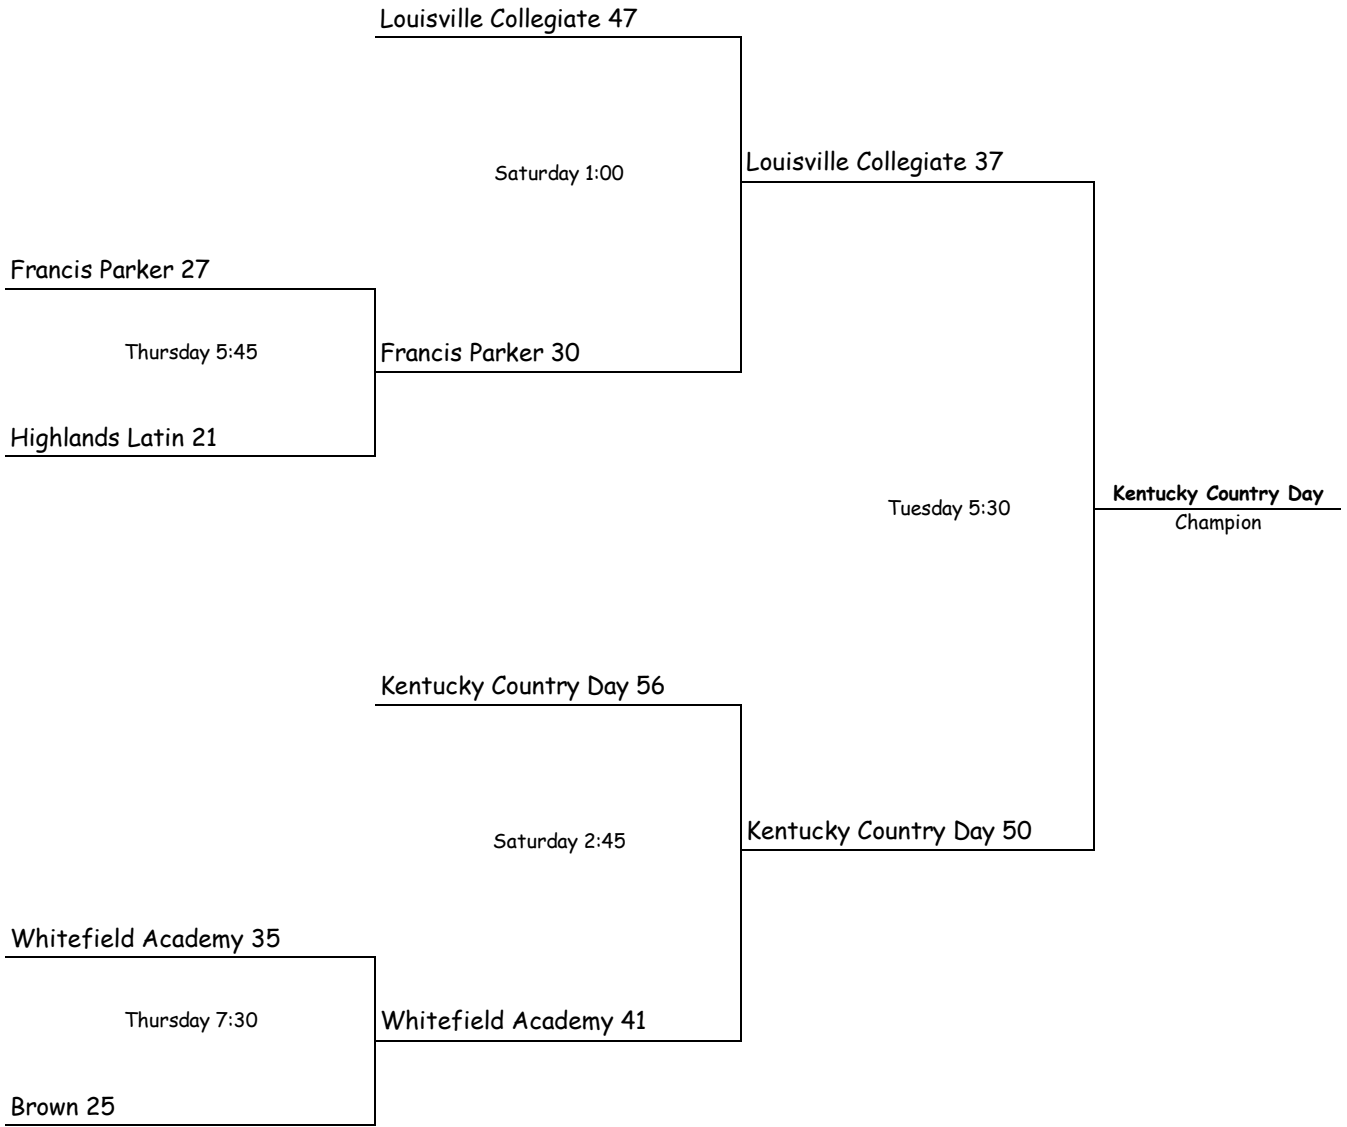 Louisville Collegiate 47
Saturday 1:00
Louisville Collegiate 37
Francis Parker 27
Thursday 5:45
Francis Parker 30
Highlands Latin 21
Kentucky Country Day
Tuesday 5:30
Champion
Kentucky Country Day 56
Saturday 2:45
Kentucky Country Day 50
Whitefield Academy 35
Thursday 7:30
Whitefield Academy 41
Brown 25